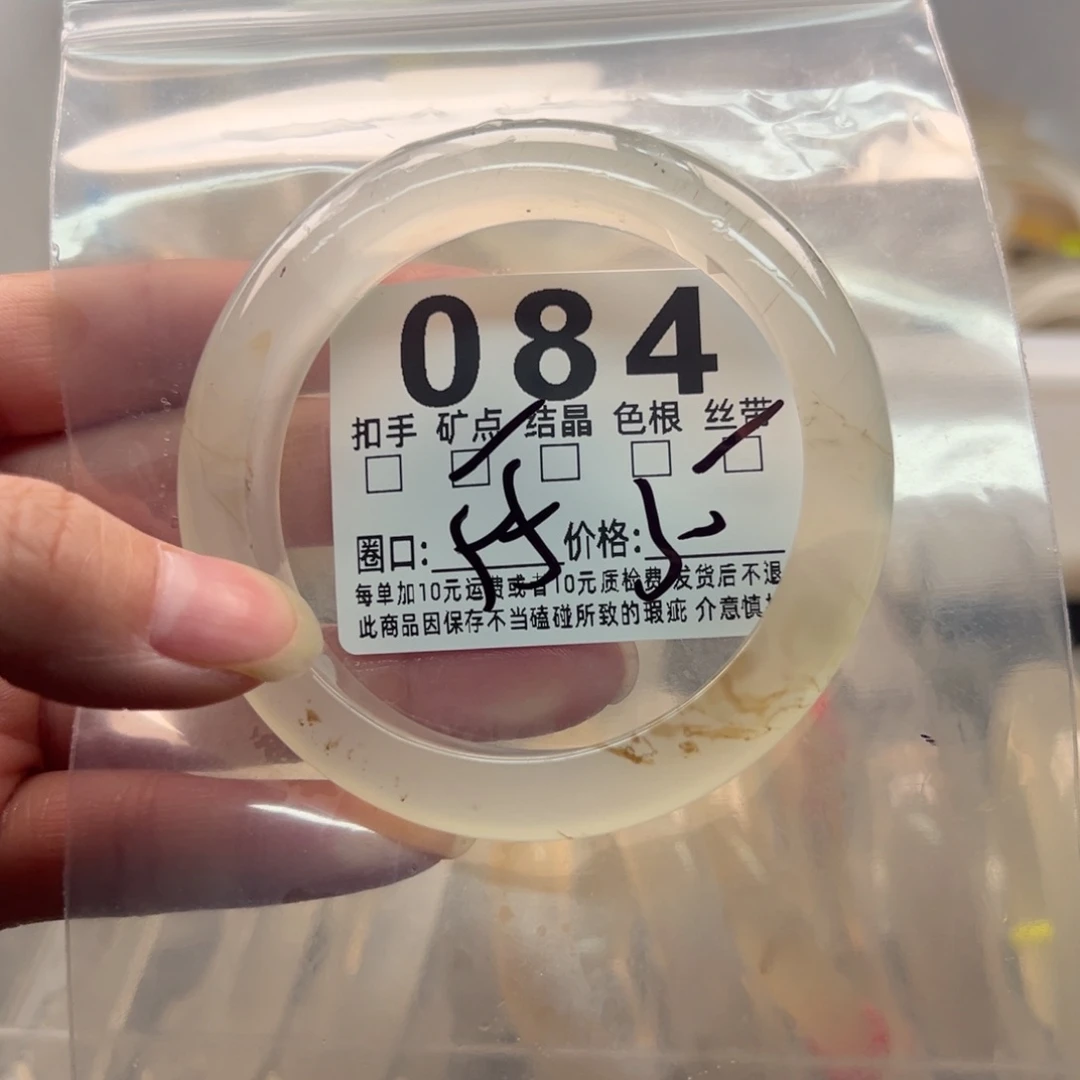 084
扣手 矿点 结晶 色根 丝带
圈口: 价格:
每单加10元运费或者10元质检费 发货后不退
此商品因保存不当磕碰所致的瑕疵 介意慎